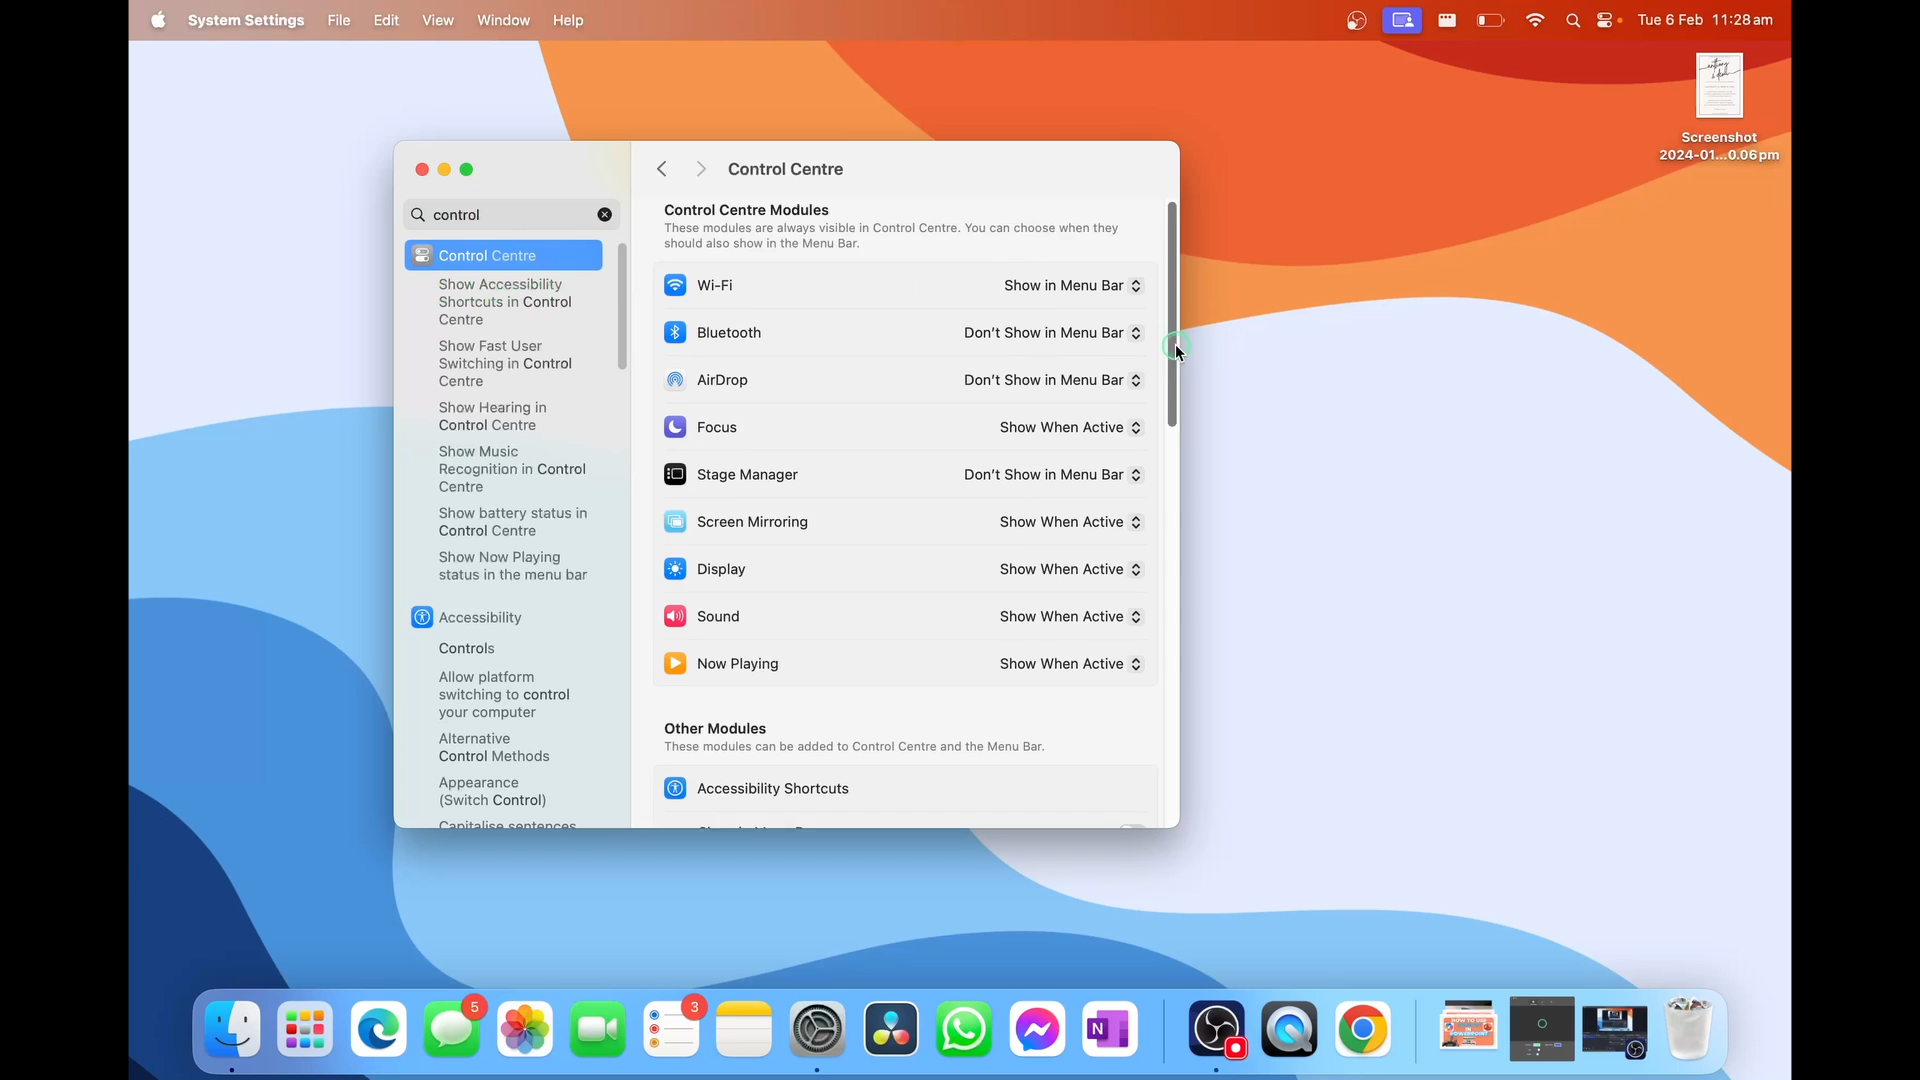 System Settings File Edit View Window Help
Tue 6 Feb 11:28 am
Screenshot
2024-01...0.06 pm
Control Centre
control
Control Centre
Show Accessibility
Shortcuts in Control
Centre
Show Fast User
Switching in Control
Centre
Show Hearing in
Control Centre
Show Music
Recognition in Control
Centre
Show battery status in
Control Centre
Show Now Playing
status in the menu bar
Accessibility
Controls
Allow platform
switching to control
your computer
Alternative
Control Methods
Appearance
(Switch Control)
Capitalise sentences
Control Centre Modules
These modules are always visible in Control Centre. You can choose when they
should also show in the Menu Bar.
Wi-Fi Show in Menu Bar
Bluetooth Don't Show in Menu Bar
AirDrop Don't Show in Menu Bar
Focus Show When Active
Stage Manager Don't Show in Menu Bar
Screen Mirroring Show When Active
Display Show When Active
Sound Show When Active
Now Playing Show When Active
Other Modules
These modules can be added to Control Centre and the Menu Bar.
Accessibility Shortcuts
5
3
N